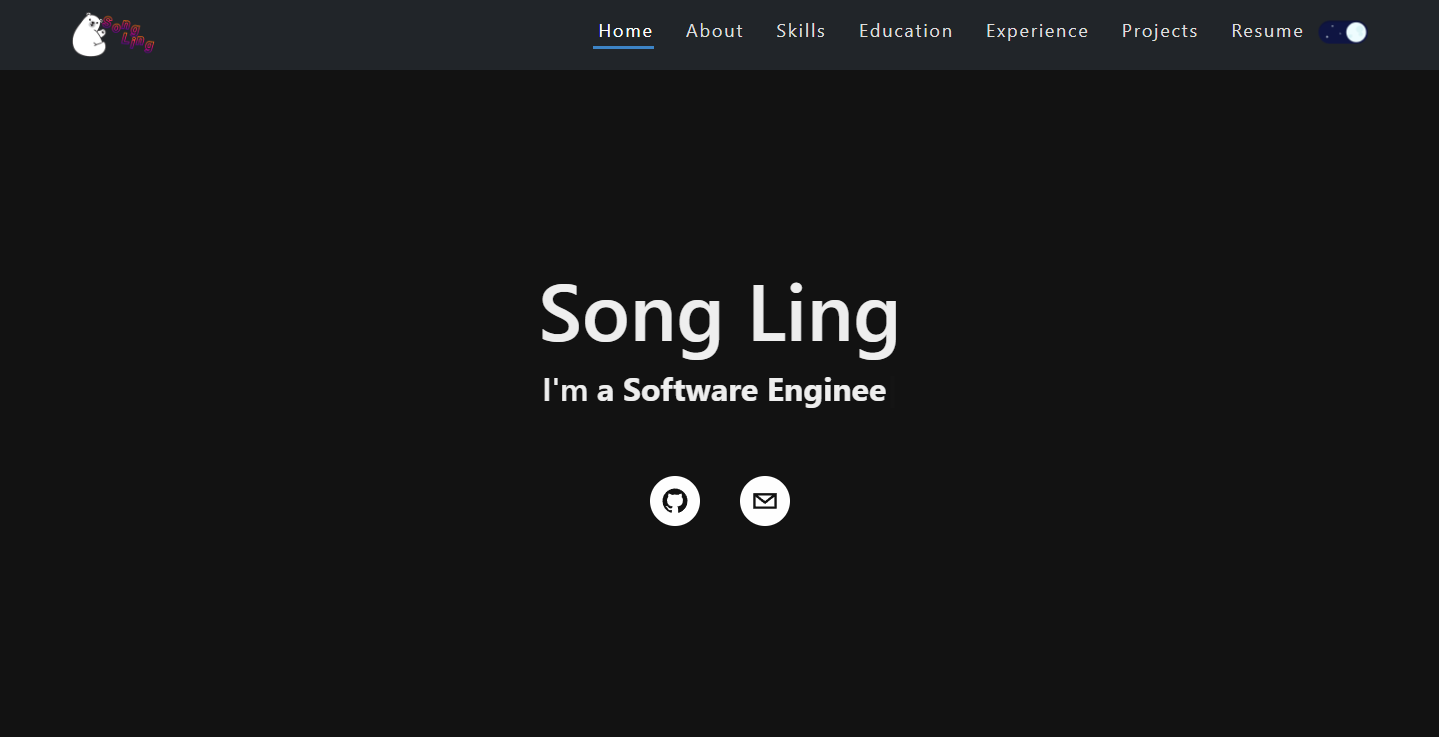 Song
Ling
Home About Skills Education Experience Projects Resume
Song Ling
I'm a Software Enginee